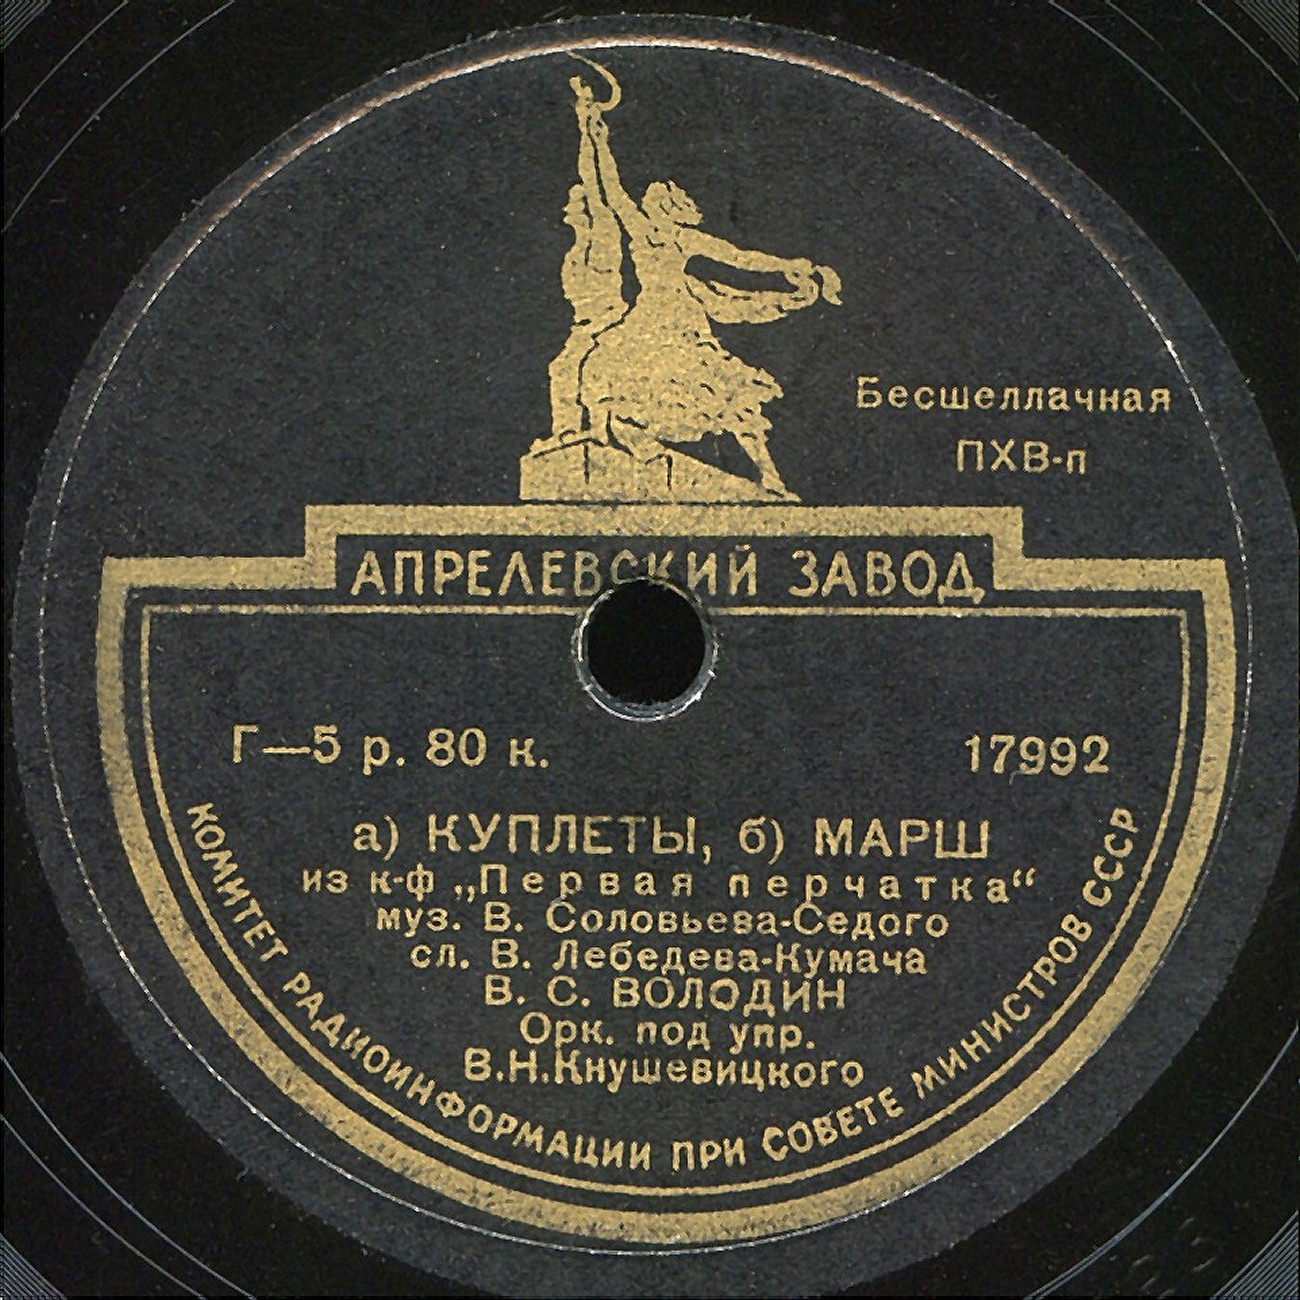 Бесшеллачная
ПХВ-п
АПРЕЛЕВСКИЙ ЗАВОД
Г—5 р. 80 к.
17992
а) КУПЛЕТЫ, б) МАРШ
из к-ф „Первая перчатка“
муз. В. Соловьева-Седого
сл. В. Лебедева-Кумача
В. С. ВОЛОДИН
Орк. под упр.
В.Н.Кнушевицкого
КОМИТЕТ РАДИОИНФОРМАЦИИ ПРИ СОВЕТЕ МИНИСТРОВ СССР